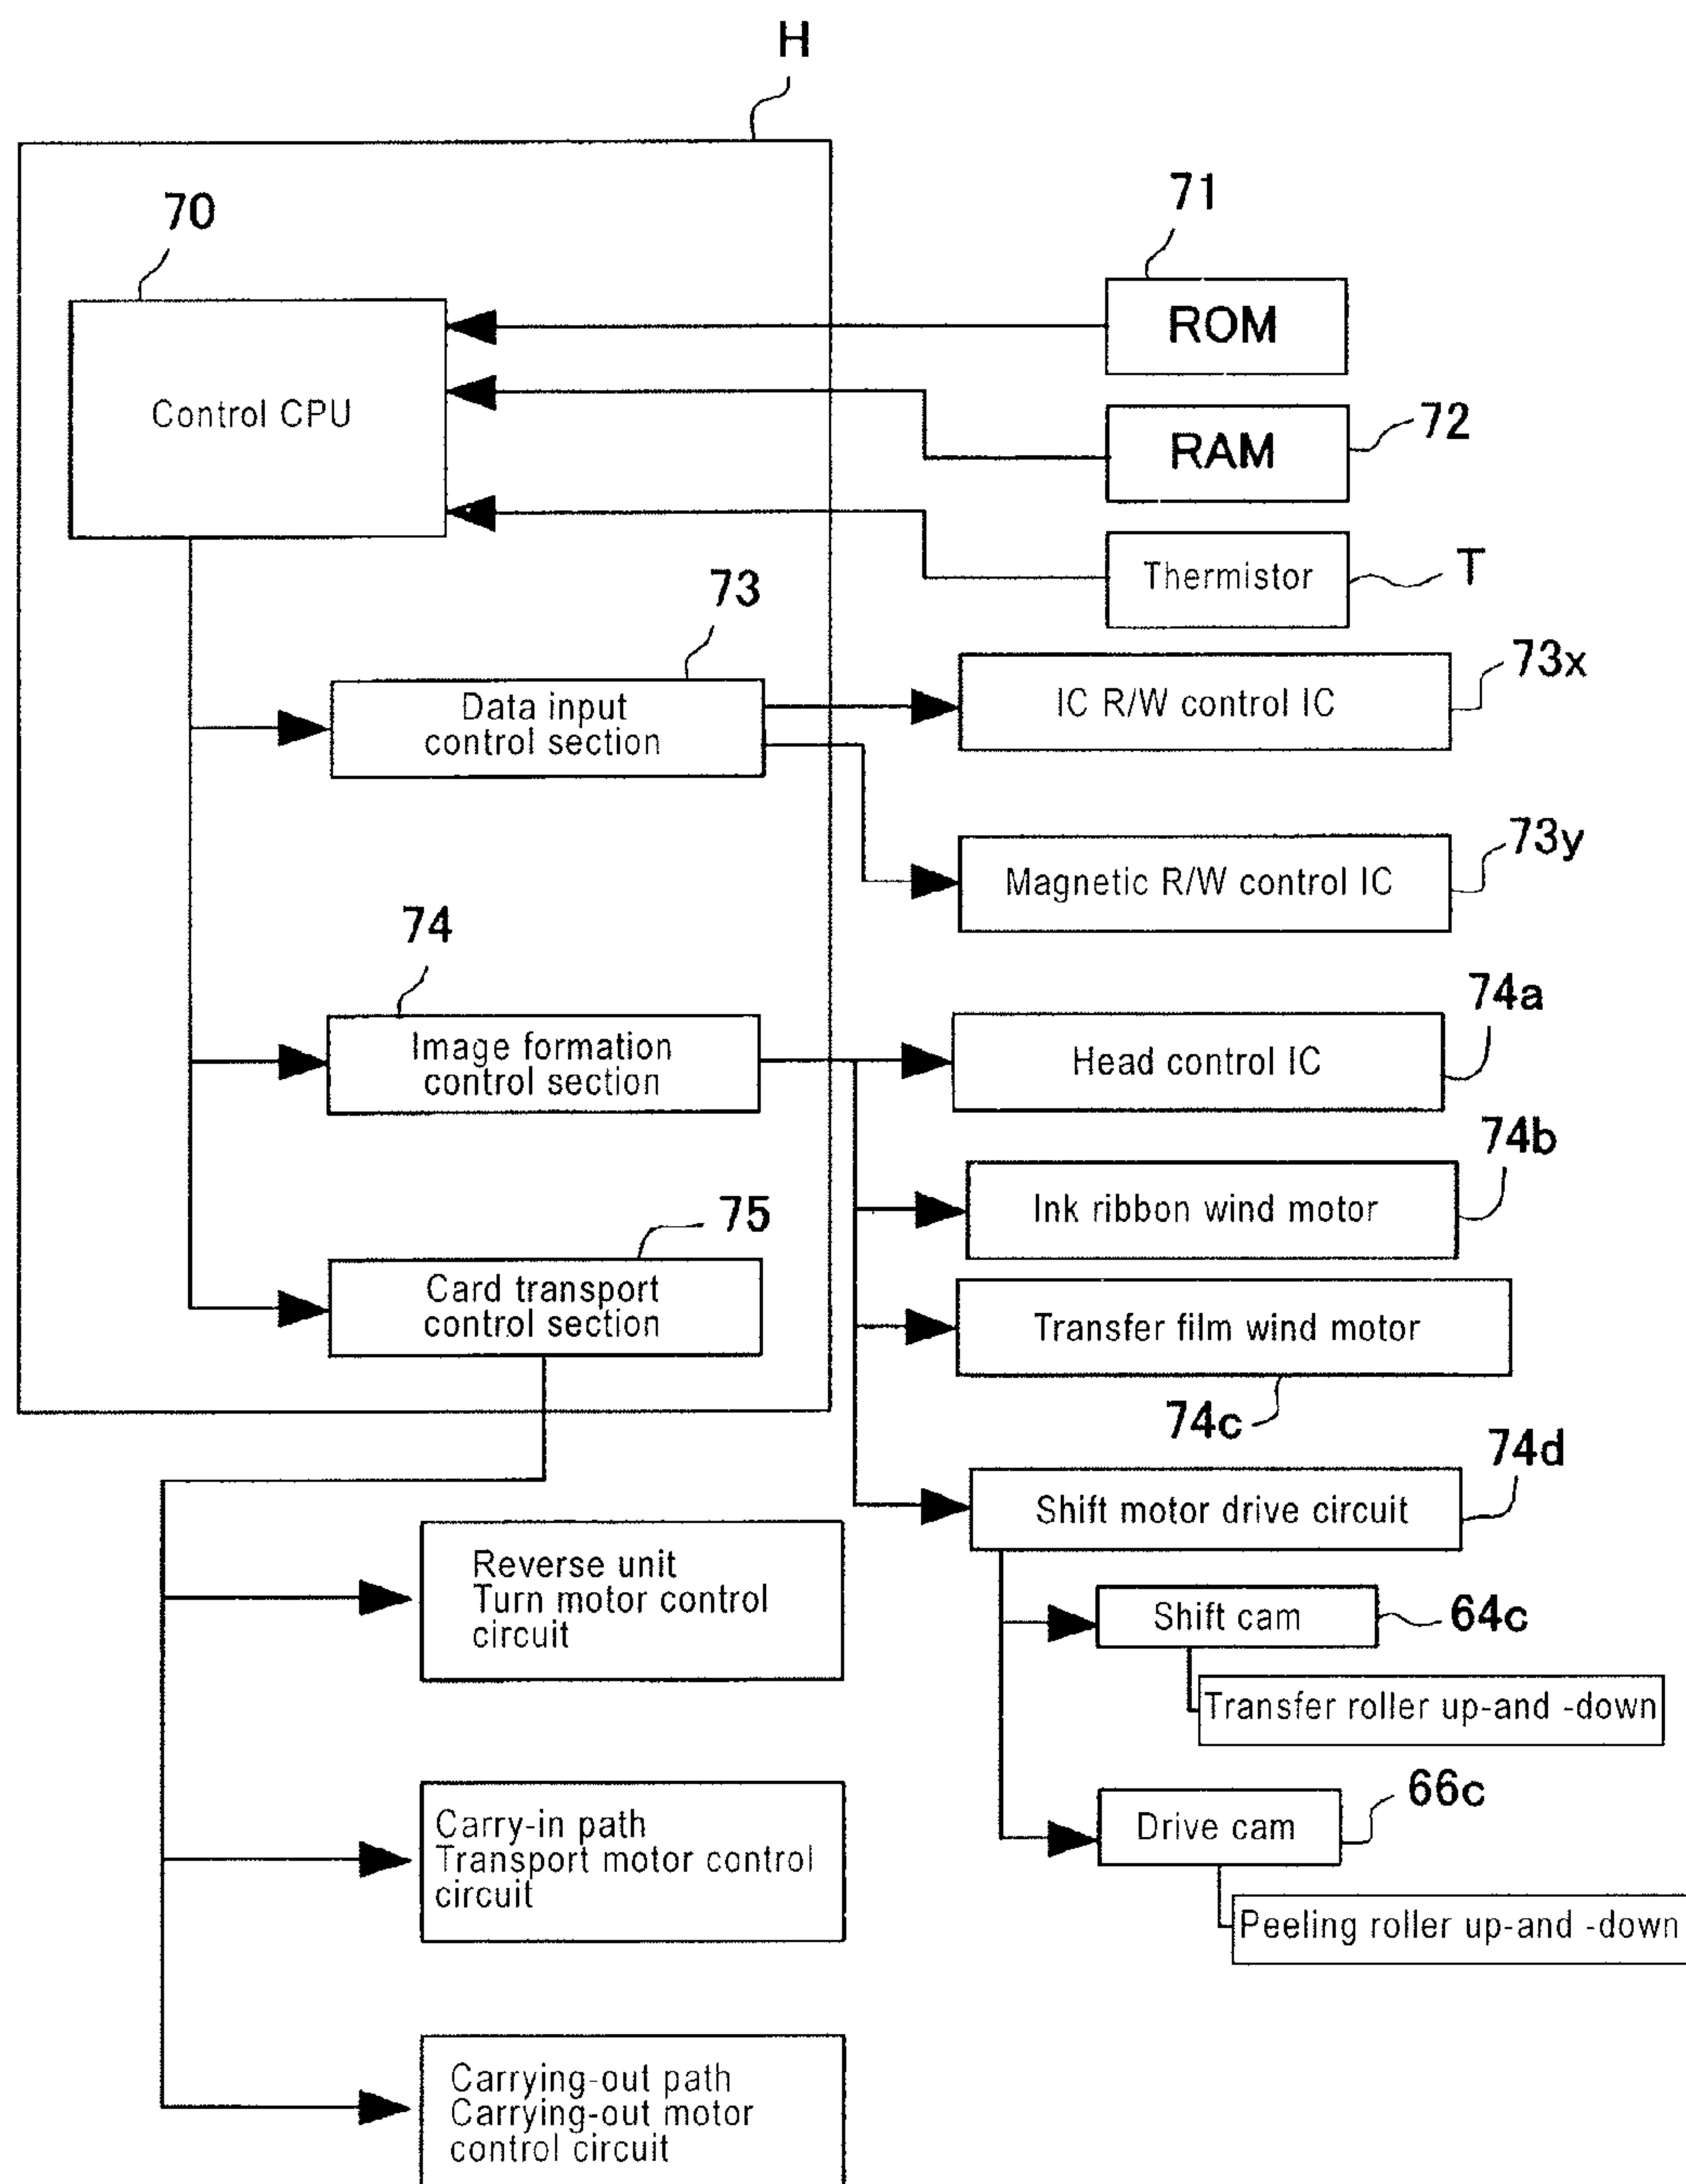 H
70
71
ROM
Control CPU
72
RAM
Thermistor
T
73
73x
Data input
control section
IC R/W control IC
73y
Magnetic R/W control IC
74
74a
Image formation
control section
Head control IC
74b
Ink ribbon wind motor
75
Card transport
control section
Transfer film wind motor
74c
74d
Shift motor drive circuit
Reverse unit
Turn motor control
circuit
Shift cam
64c
Transfer roller up-and -down
66c
Drive cam
Carry-in path
Transport motor control
circuit
Peeling roller up-and -down
Carrying-out path
Carrying-out motor
control circuit